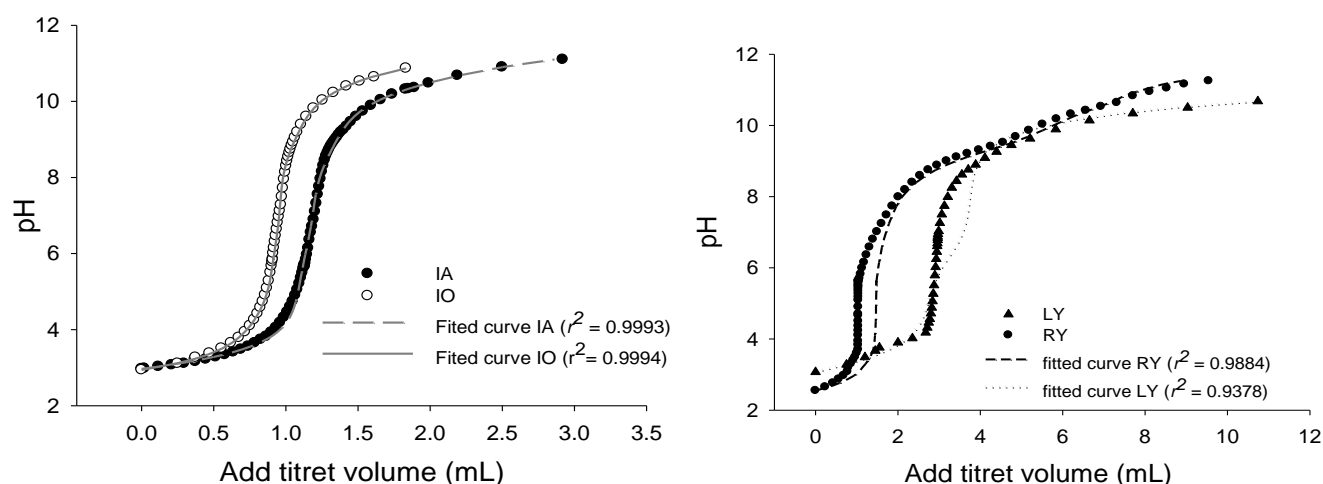 12
10
8
6
4
2
pH
0.0 0.5 1.0 1.5 2.0 2.5 3.0 3.5
Add titret volume (mL)
IA
IO
Fited curve IA (r² = 0.9993)
Fited curve IO (r²= 0.9994)
12
10
8
6
4
2
pH
0 2 4 6 8 10 12
Add titret volume (mL)
LY
RY
fitted curve RY (r² = 0.9884)
fitted curve LY (r² = 0.9378)